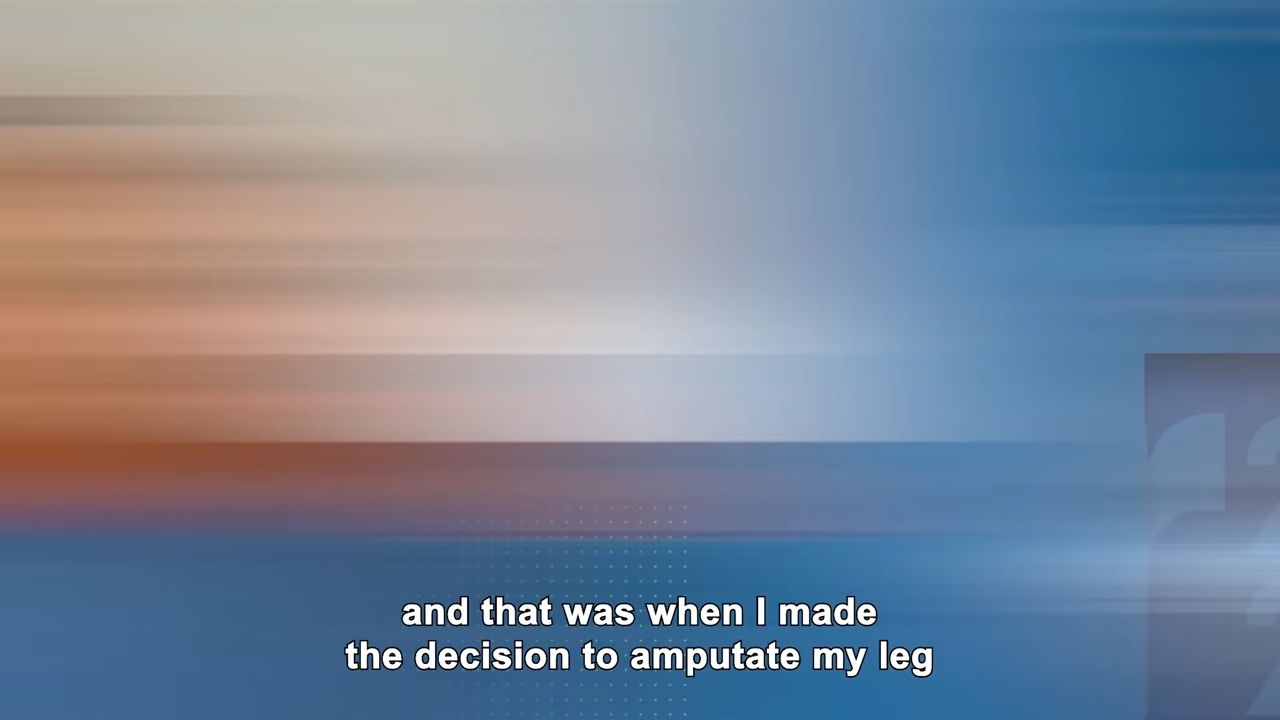 and that was when I made
the decision to amputate my leg